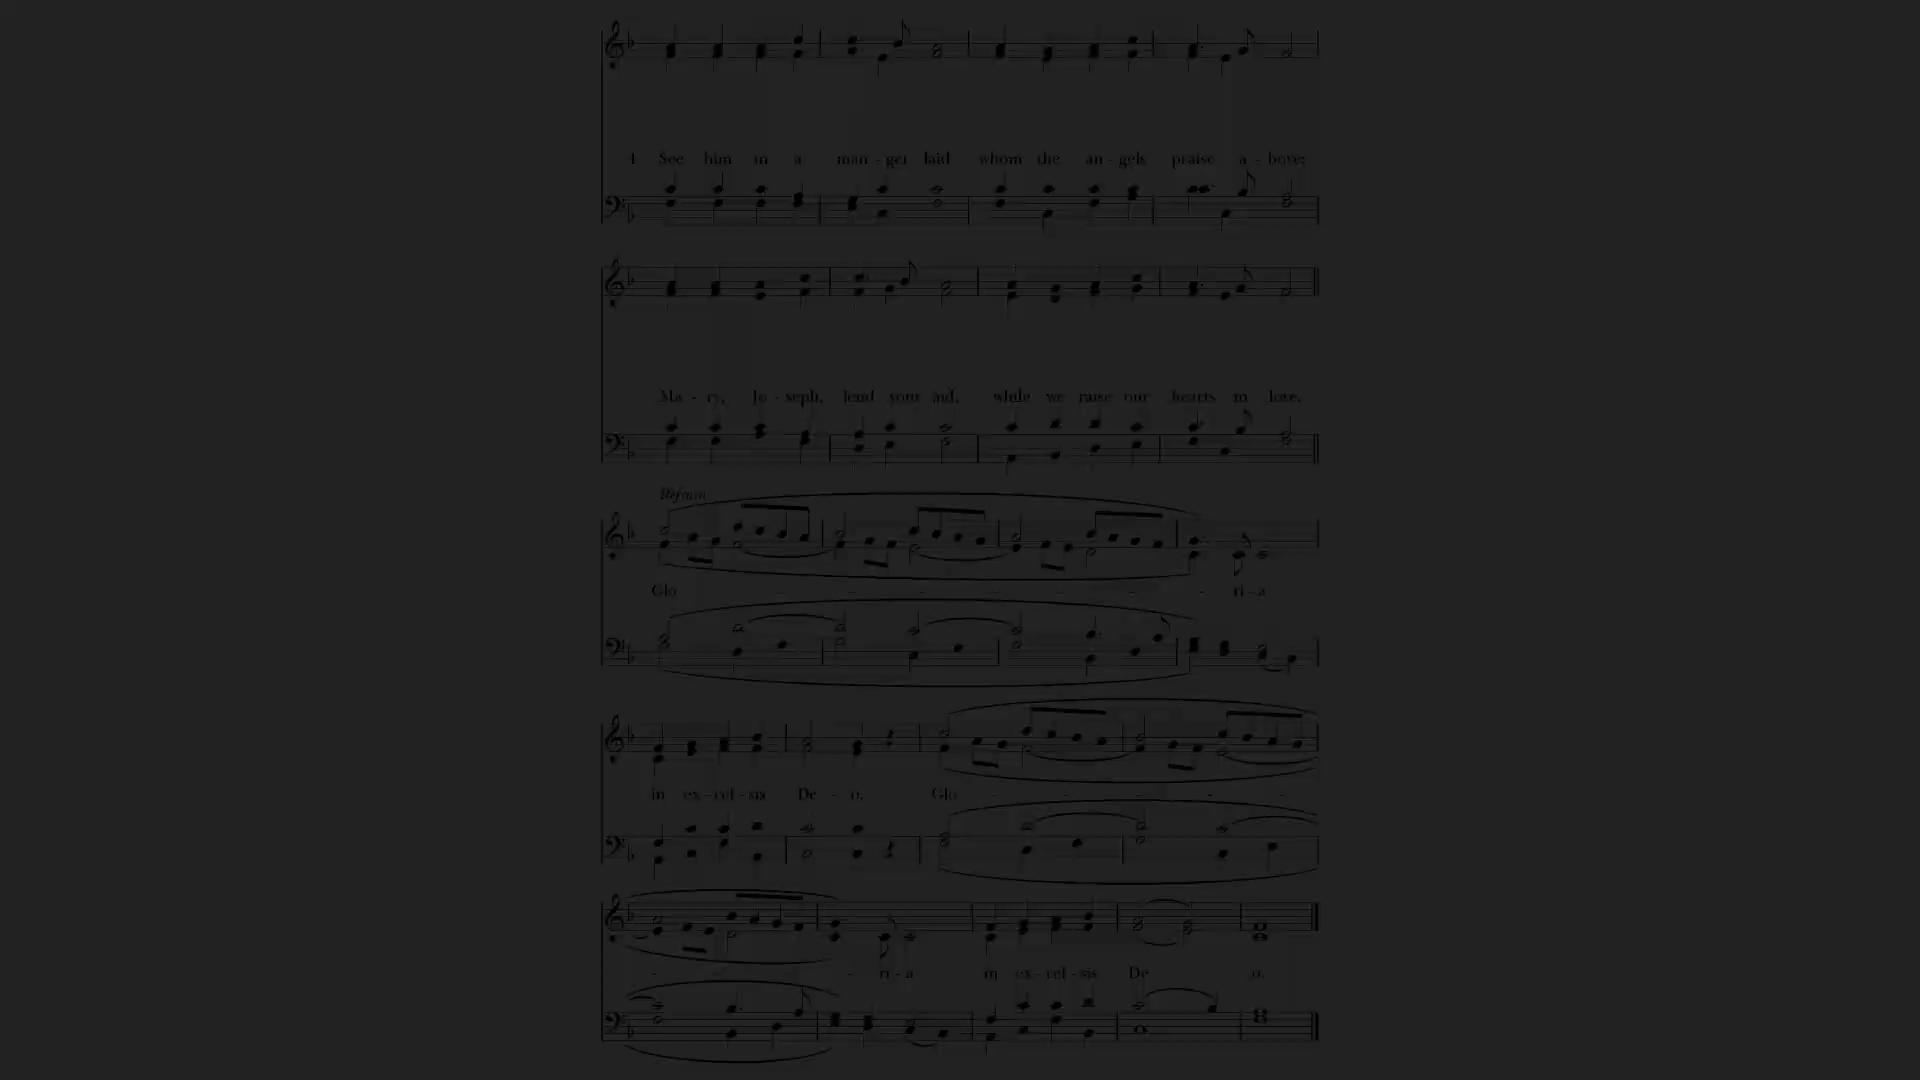 4 See him in a man - ger laid whom the an - gels praise a - bove;
Ma - ry, Jo - seph, lend your aid, while we raise our hearts in love.
Refrain
Glo - - - - - - - ri - a
in ex - cel - sis De - o. Glo - - - - -
- - - - ri - a in ex - cel - sis De o.